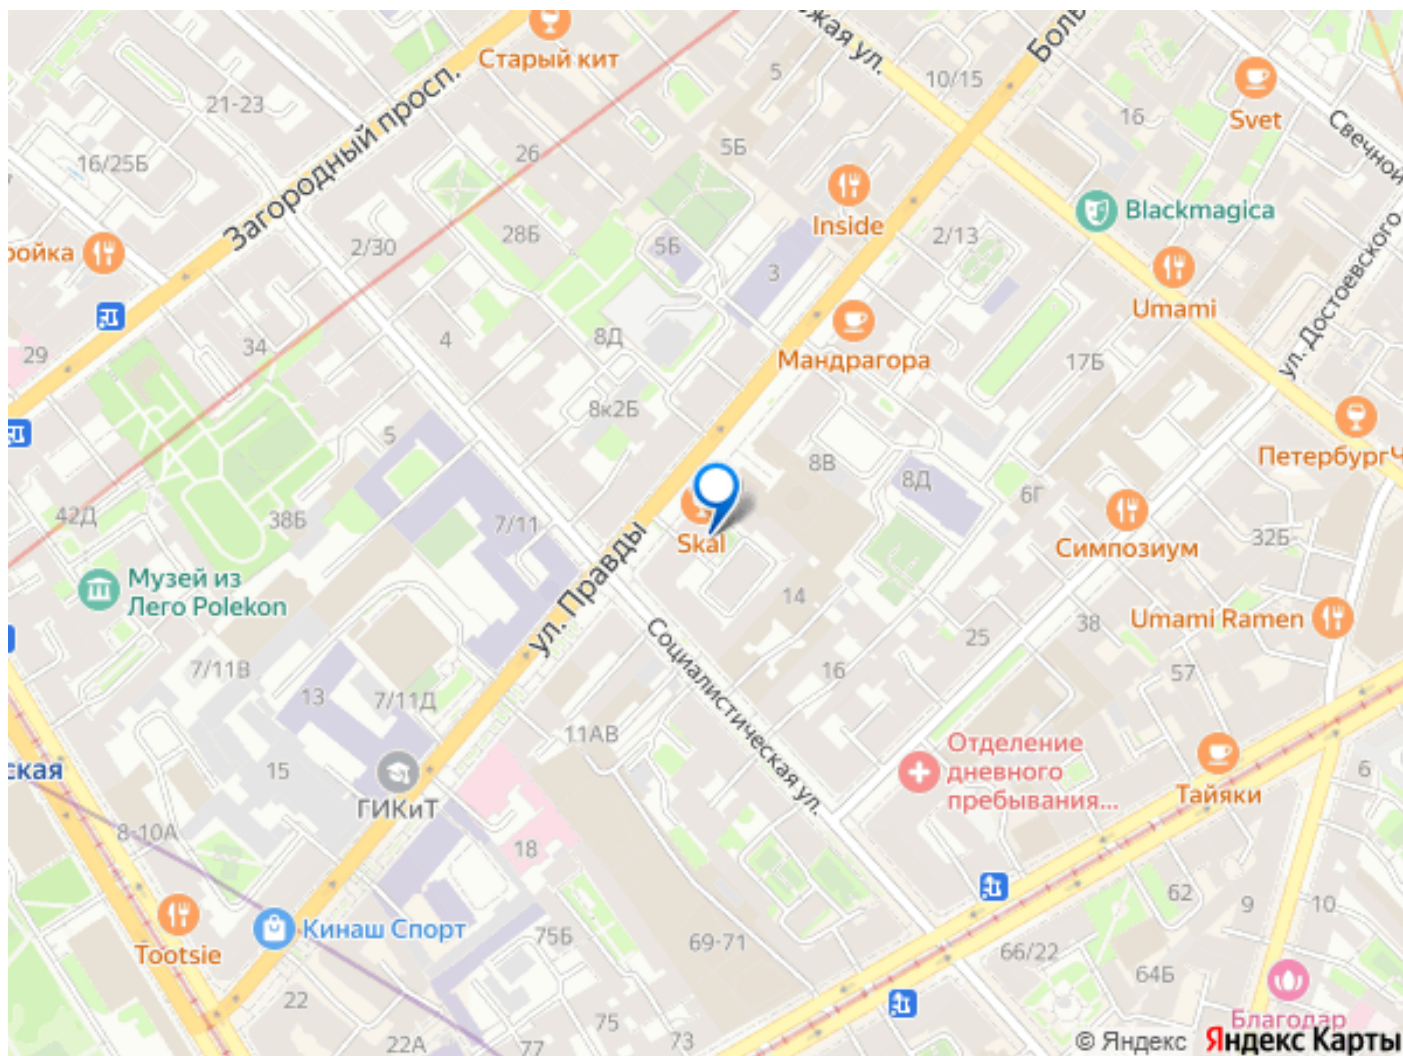 Старый кит
жая ул.
Боль
5
10/15
Svet
21-23
Загородный просп.
16
Свечной
16/25Б
26
5Б
Inside
Blackmagica
ройка
2/30
28Б
5Б
3
2/13
Umami
ул. Достоевского
29
34
4
8Д
Мандрагора
17Б
8к2Б
5
8В
8Д
6Г
ПетербургЧ
42Д
38Б
7/11
Skal
Симпозиум
32Б
ул. Правды
Музей из
Лего Polekon
14
Социалистическая ул.
25
38
Umami Ramen
7/11В
13
7/11Д
16
57
11АВ
Отделение
дневного
пребывания...
ская
15
ГИКиТ
Тайяки
6
8-10А
18
62
9
10
Tootsie
Кинаш Спорт
75Б
69-71
66/22
64Б
22
75
Благодар
22А
77
73
© Яндекс Яндекс Карты